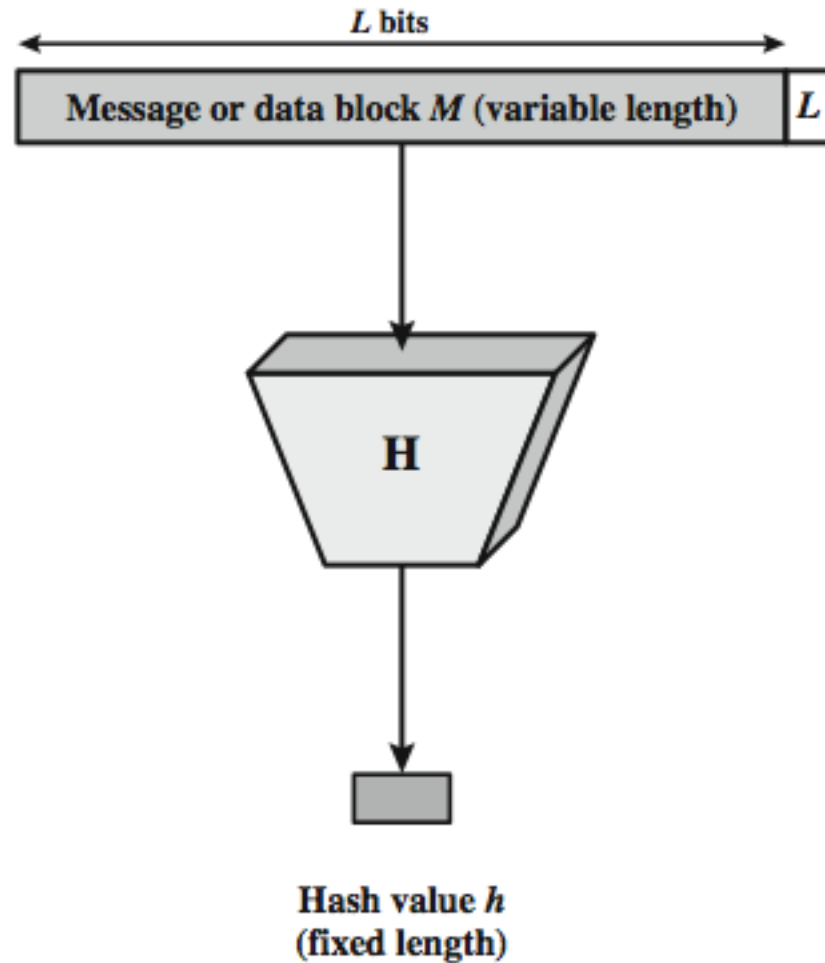 L bits
Message or data block M (variable length) L
H
Hash value h
(fixed length)